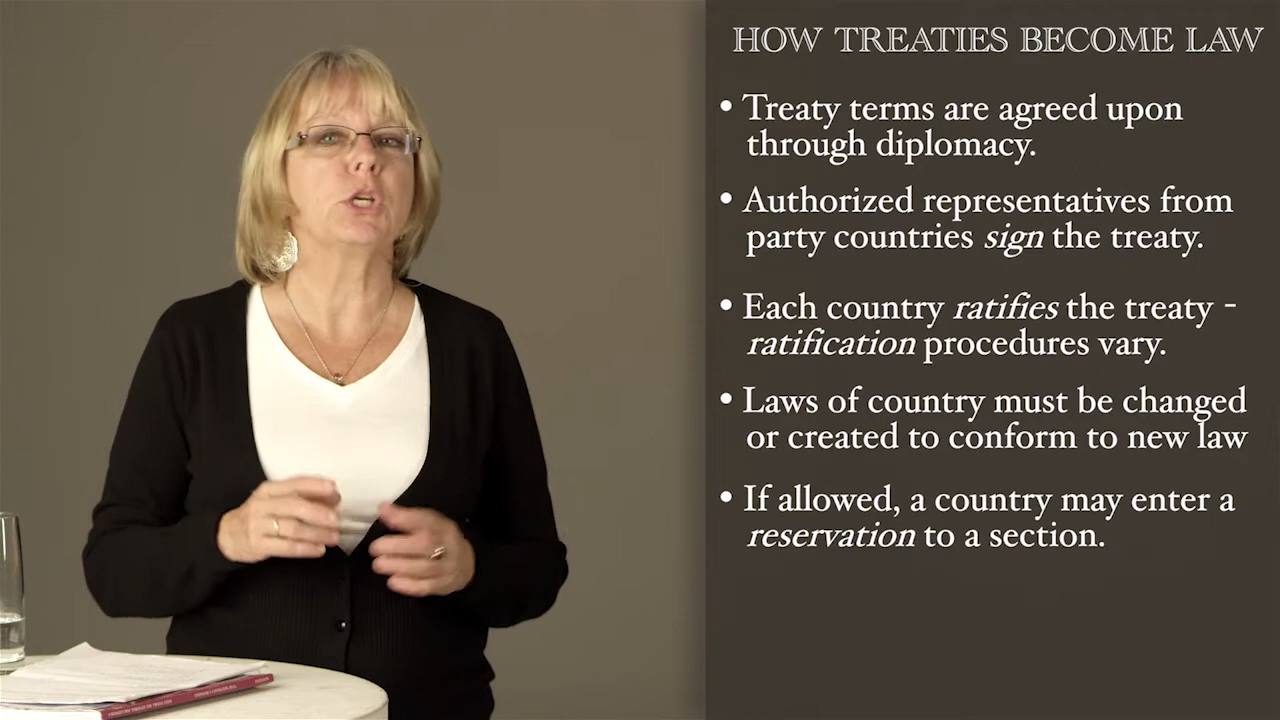 HOW TREATIES BECOME LAW
• Treaty terms are agreed upon
through diplomacy.
• Authorized representatives from
party countries sign the treaty.
• Each country ratifies the treaty -
ratification procedures vary.
• Laws of country must be changed
or created to conform to new law
• If allowed, a country may enter a
reservation to a section.